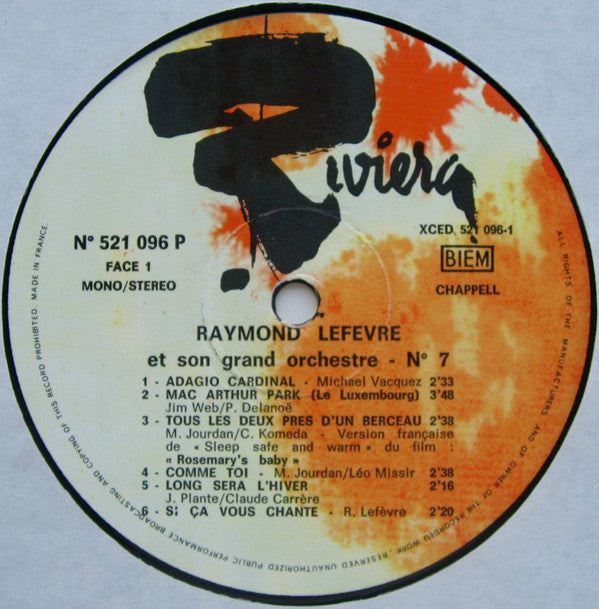 Riviera
N° 521 096 P
FACE 1
MONO/STEREO
XCED. 521 096-1
BIEM
CHAPPELL
RAYMOND LEFEVRE
et son grand orchestre - N° 7
1 - ADAGIO CARDINAL - Michael Vacquez 2'33
2 - MAC ARTHUR PARK (Le Luxembourg) 3'48
Jim Web/P. Delanoë
3 - TOUS LES DEUX PRES D'UN BERCEAU 2'38
M. Jourdan/C. Komeda - Version française
de « Sleep safe and warm » du film :
« Rosemary's baby »
4 - COMME TOI - M. Jourdan/Léo Missir 2'38
5 - LONG SERA L'HIVER 2'16
J. Plante/Claude Carrère
6 - SI ÇA VOUS CHANTE - R. Lefèvre 2'20
ALL RIGHTS OF THE MANUFACTURERS AND OF OWNER OF THE RECORDED WORK, RESERVED UNAUTHORIZED PUBLIC PERFORMANCE BROADCASTING AND COPYING OF THIS RECORD PROHIBITED. MADE IN FRANCE.